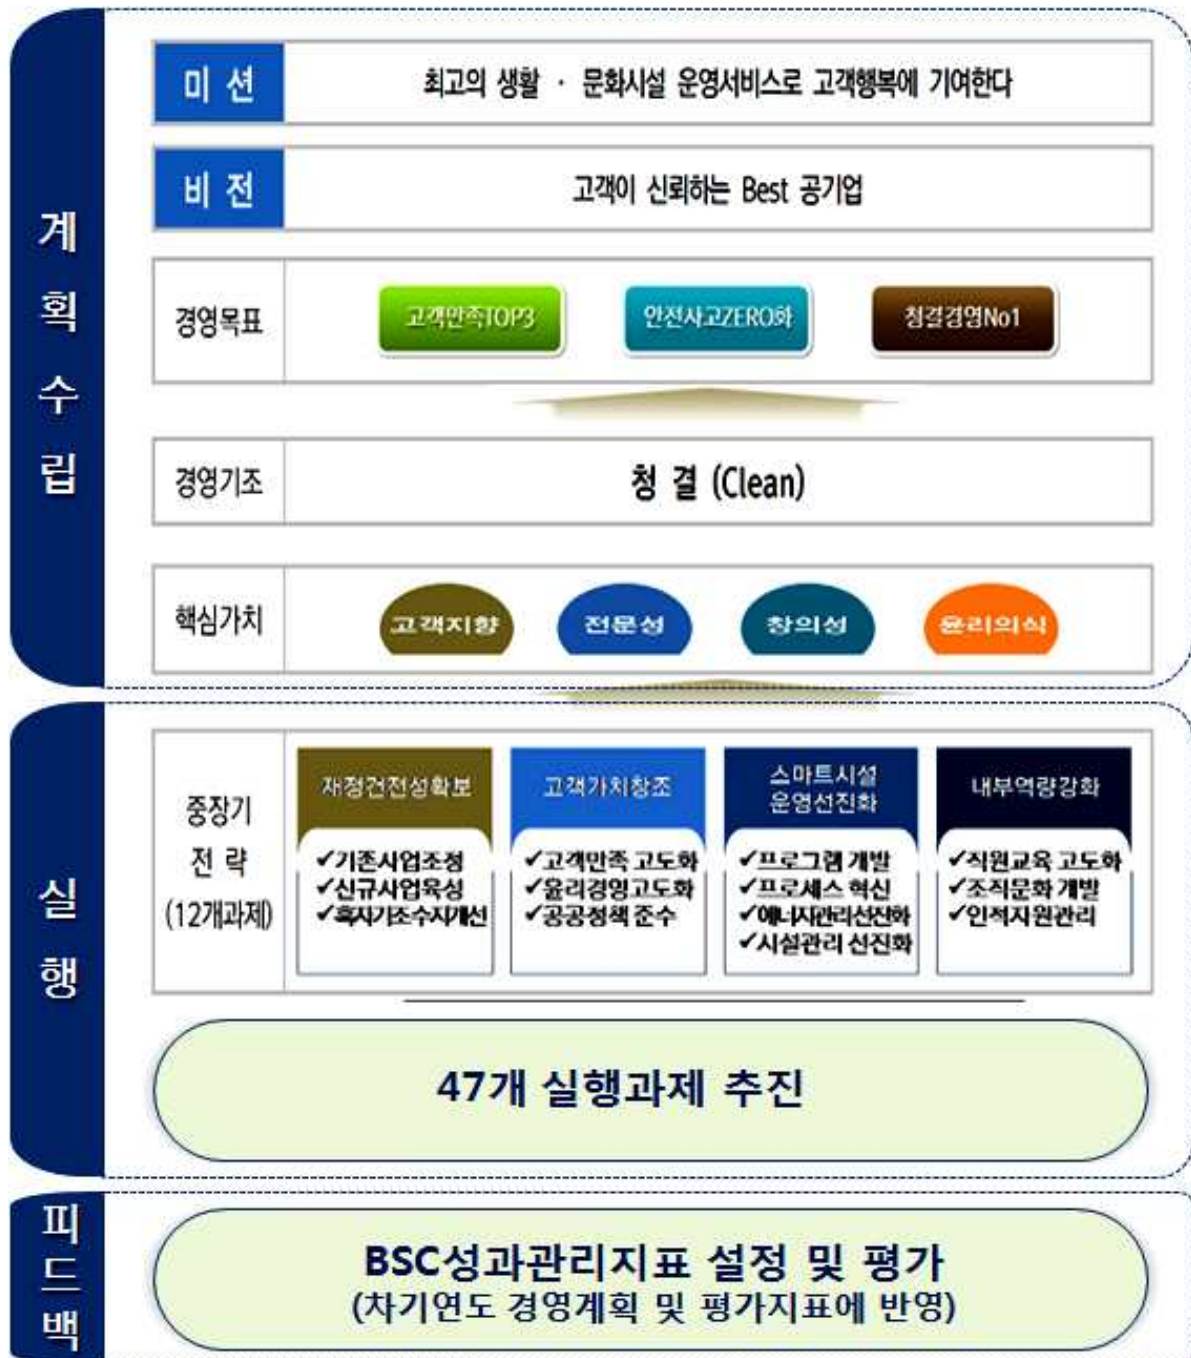 계획수립
미 션
최고의 생활 · 문화시설 운영서비스로 고객행복에 기여한다
비 전
고객이 신뢰하는 Best 공기업
경영목표
고객만족TOP3
안전사고ZERO화
청결경영No1
경영기조
청 결 (Clean)
핵심가치
고객지향
전문성
창의성
윤리의식
실행
중장기
전 략
(12개과제)
재정건전성확보
✓기존사업조정
✓신규사업육성
✓흑자기조수지개선
고객가치창조
✓고객만족 고도화
✓윤리경영고도화
✓공공정책 준수
스마트시설
운영선진화
✓프로그램 개발
✓프로세스 혁신
✓에너지관리선진화
✓시설관리 선진화
내부역량강화
✓직원교육 고도화
✓조직문화 개발
✓인적자원관리
47개 실행과제 추진
피드백
BSC성과관리지표 설정 및 평가
(차기연도 경영계획 및 평가지표에 반영)